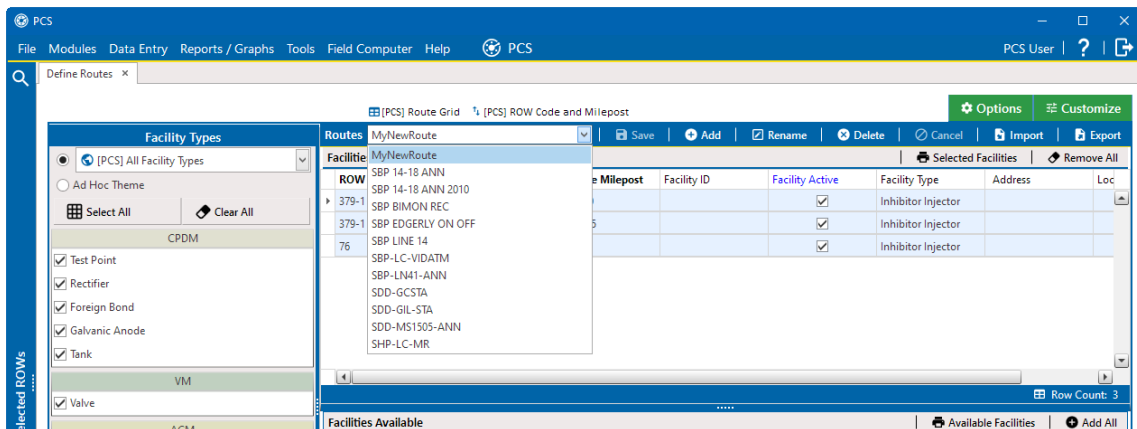 PCS
File Modules Data Entry Reports / Graphs Tools Field Computer Help PCS PCS User ?
Define Routes ×
[PCS] Route Grid [PCS] ROW Code and Milepost Options Customize
Facility Types
[PCS] All Facility Types
Ad Hoc Theme
Select All Clear All
CPDM
Test Point
Rectifier
Foreign Bond
Galvanic Anode
Tank
VM
Valve
Routes MyNewRoute Save Add Rename Delete Cancel Import Export
MyNewRoute
SBP 14-18 ANN
SBP 14-18 ANN 2010
SBP BIMON REC
SBP EDGERLY ON OFF
SBP LINE 14
SBP-LC-VIDATM
SBP-LN41-ANN
SDD-GCSTA
SDD-GIL-STA
SDD-MS1505-ANN
SHP-LC-MR
Selected Facilities Remove All
ROW Milepost Facility ID Facility Active Facility Type Address Loc
379-1 Inhibitor Injector
379-1 Inhibitor Injector
76 Inhibitor Injector
Row Count: 3
Facilities Available Available Facilities Add All